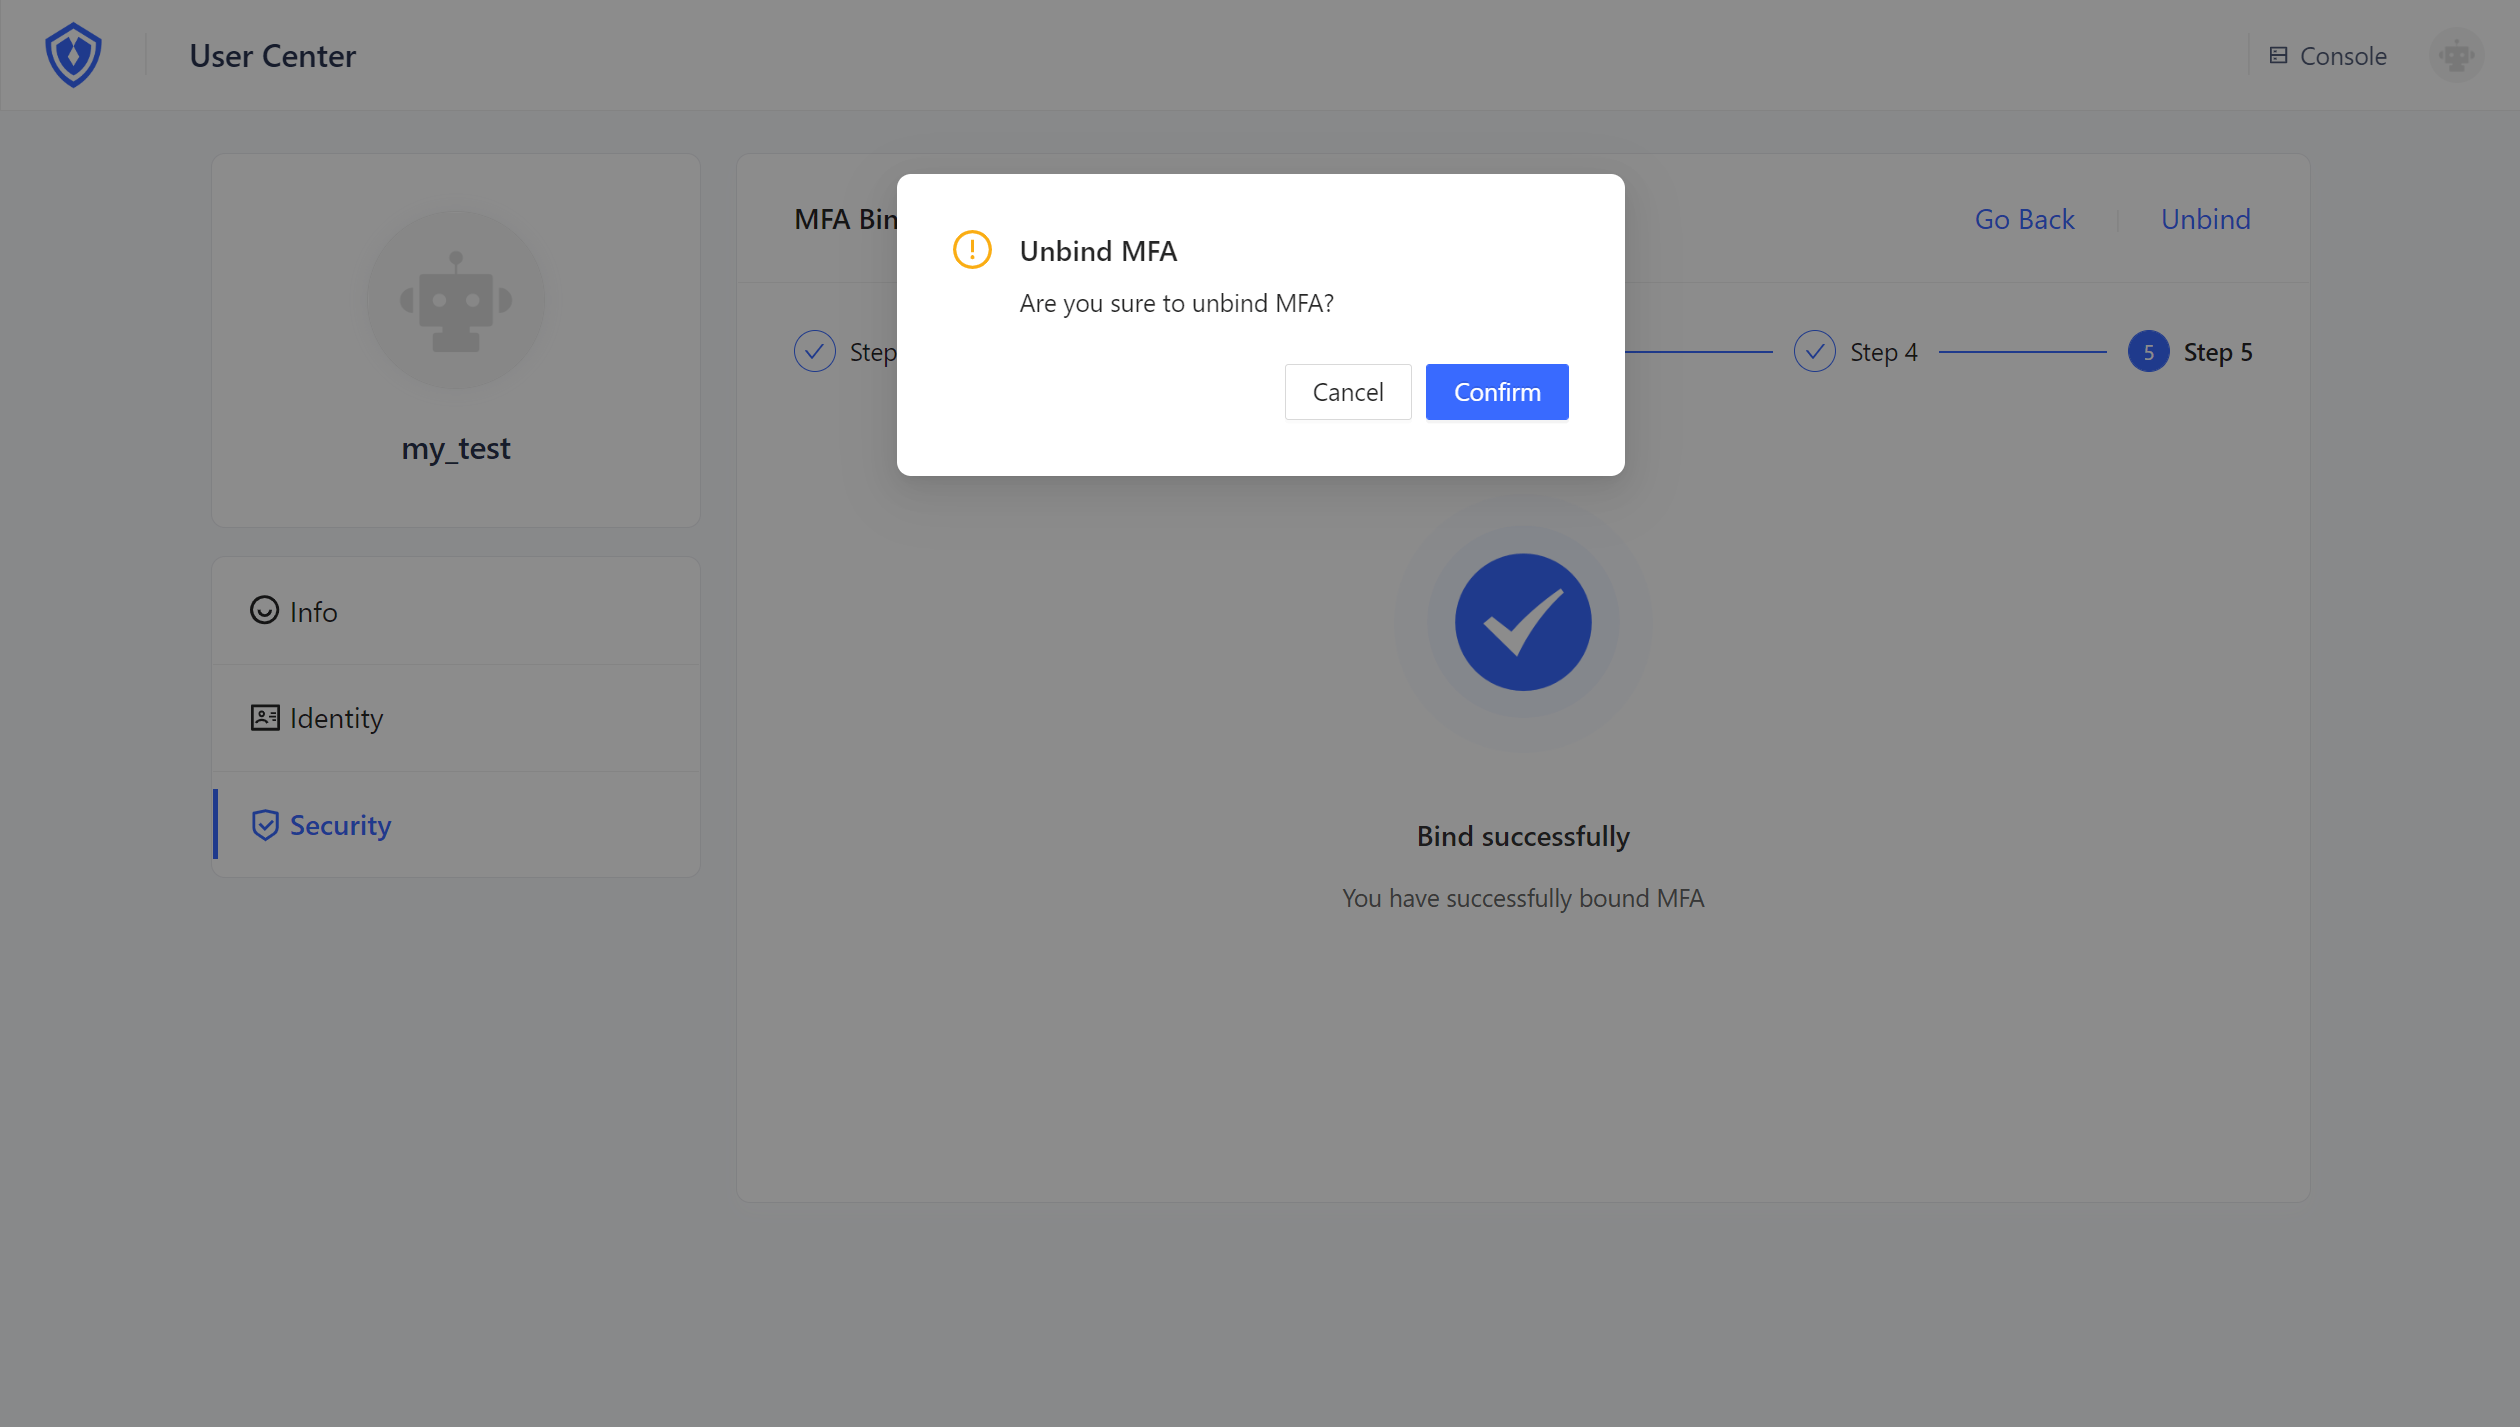 User Center
Console
my_test
Info
Identity
Security
MFA Bin
Go Back
Unbind
Step
Step 4
5
Step 5
Unbind MFA
Are you sure to unbind MFA?
Cancel
Confirm
Bind successfully
You have successfully bound MFA